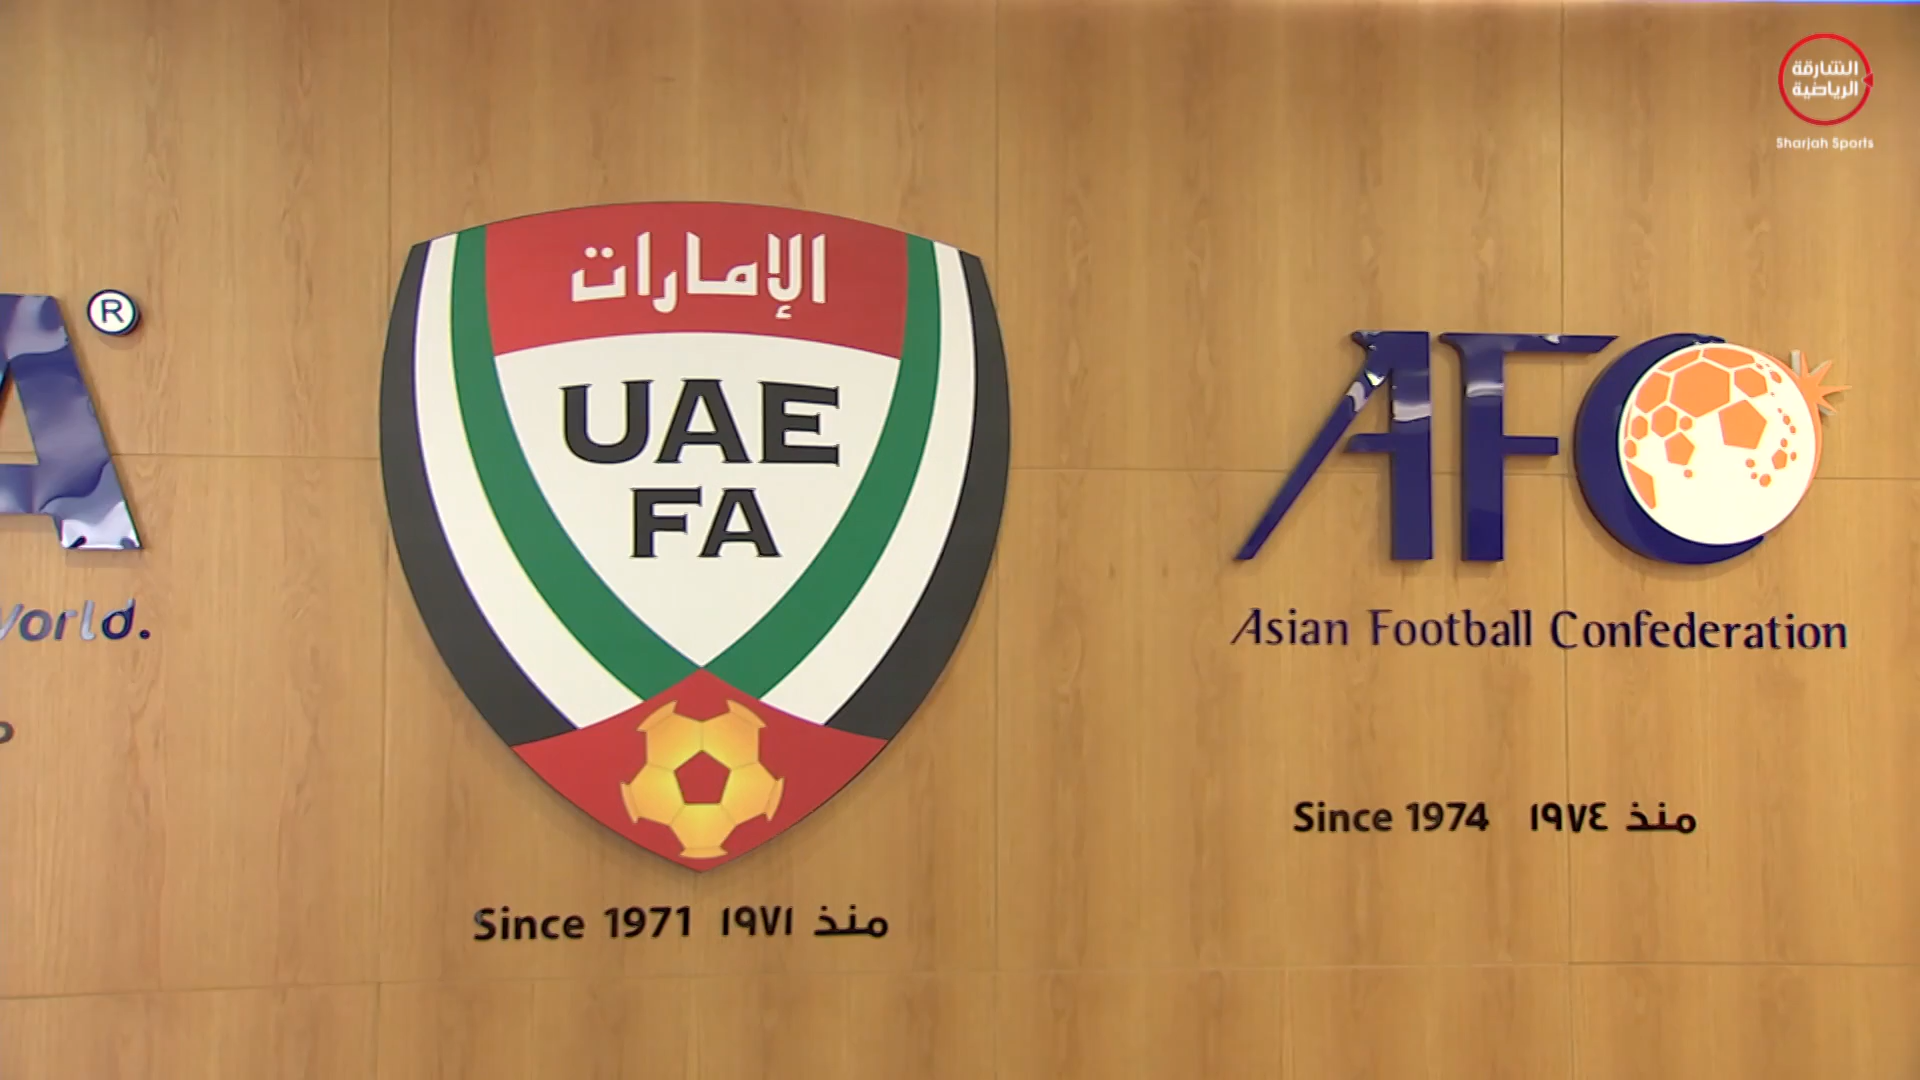 الشارقة
الرياضية
Sharjah Sports
A®
World.
الإمارات
UAE
FA
Since 1971 منذ ١٩٧١
AFC
Asian Football Confederation
Since 1974 منذ ١٩٧٤